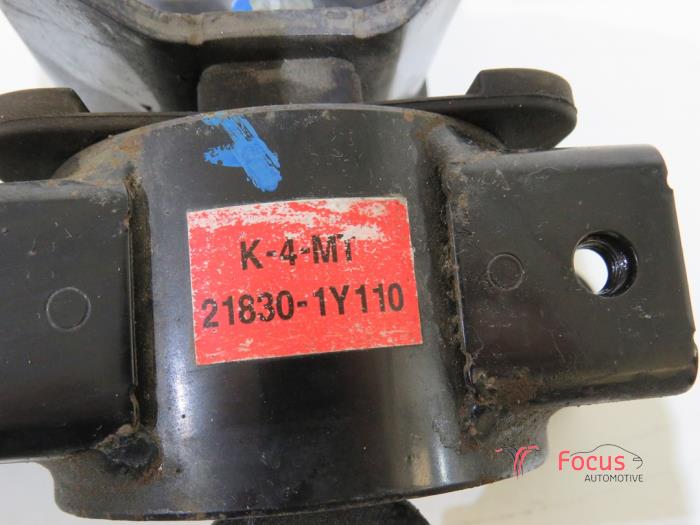 K-4-MT
21830-1Y110
Focus
AUTOMOTIVE